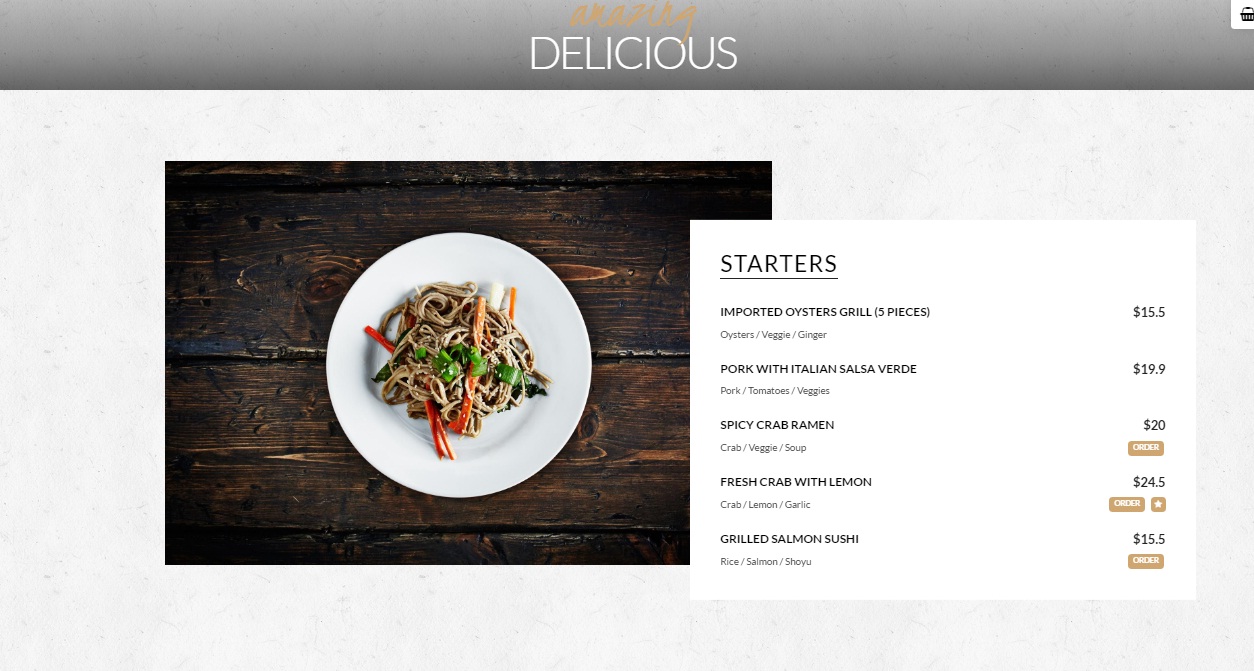 amazing
DELICIOUS
STARTERS
IMPORTED OYSTERS GRILL (5 PIECES) $15.5
Oysters / Veggie / Ginger
PORK WITH ITALIAN SALSA VERDE $19.9
Pork / Tomatoes / Veggies
SPICY CRAB RAMEN $20
Crab / Veggie / Soup ORDER
FRESH CRAB WITH LEMON $24.5
Crab / Lemon / Garlic ORDER
GRILLED SALMON SUSHI $15.5
Rice / Salmon / Shoyu ORDER